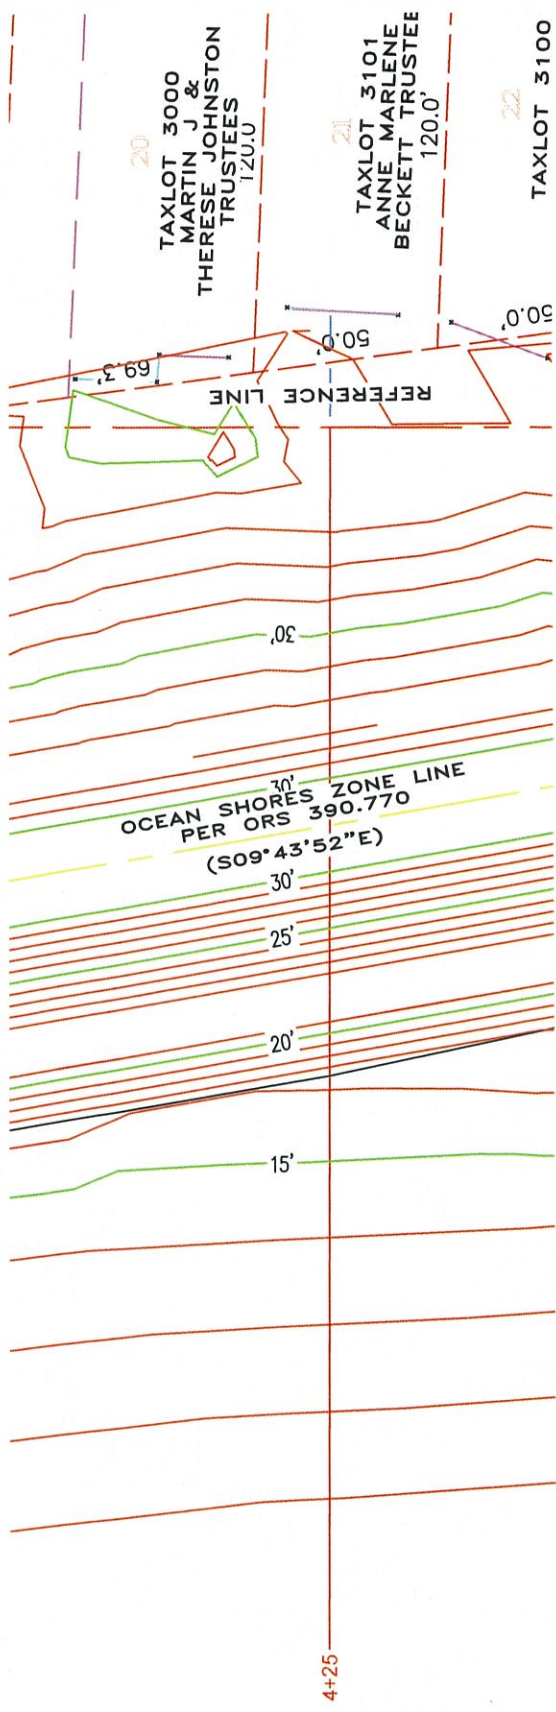 20
TAXLOT 3000
MARTIN J &
THERESE JOHNSTON
TRUSTEES
120.0
21
TAXLOT 3101
ANNE MARLENE
BECKETT TRUSTEE
120.0'
22
TAXLOT 3100
69.3'
50.0'
50.0'
REFERENCE LINE
30'
30'
OCEAN SHORES ZONE LINE
PER ORS 390.770
(S09°43'52"E)
30'
25'
20'
15'
4+25